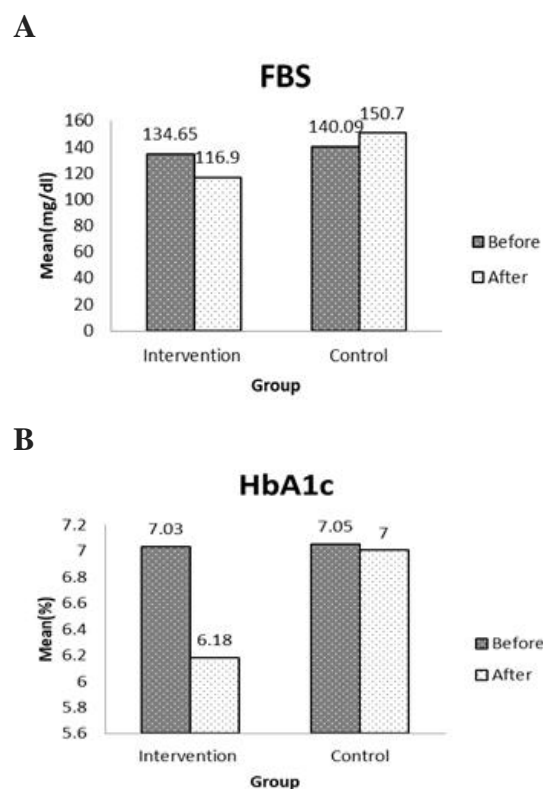 A
FBS
160
140
120
100
80
60
40
20
0
Mean(mg/dl)
134.65
116.9
140.09
150.7
Before
After
Intervention
Control
Group
B
HbA1c
7.2
7
6.8
6.6
6.4
6.2
6
5.8
5.6
Mean(%)
7.03
6.18
7.05
7
Before
After
Intervention
Control
Group